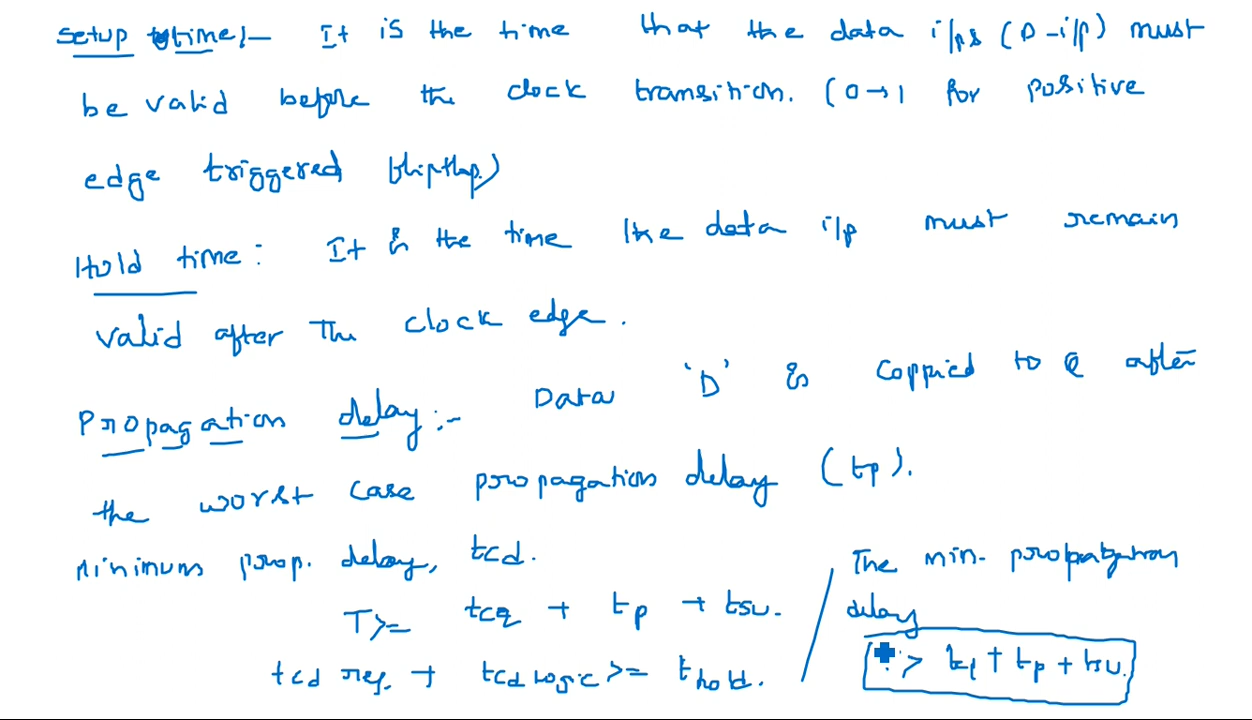 setup time:- It is the time that the data i/ps (D-i/p) must
be valid before the clock transition. (0→1 for positive
edge triggered flipflop.)
Hold time: It is the time the data i/p must remain
valid after the clock edge.
Propagation delay:- Data 'D' is coppied to Q after
the worst case propagation delay (tp).
Minimum prop. delay, tcd.
T>= tcq + tp + tsu.
tcd reg. + tcd logic >= thold.
The min. propagation
delay
> + tp + tsu.